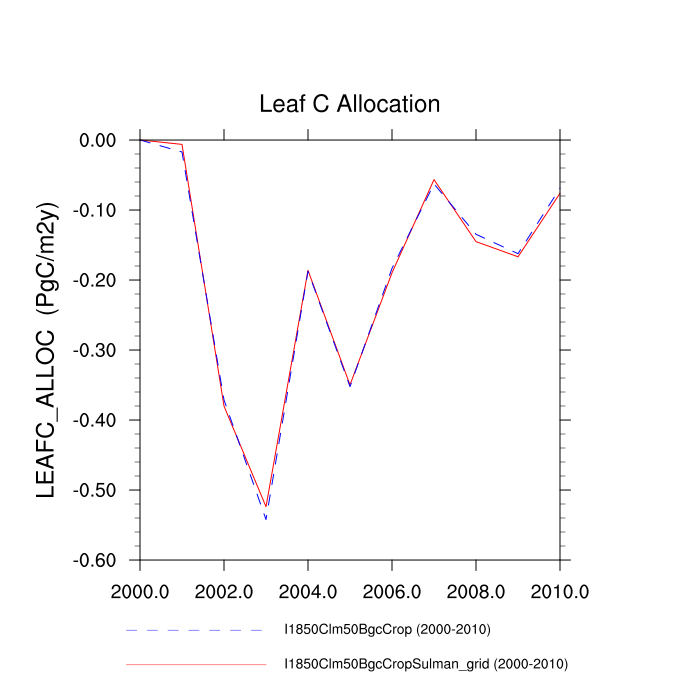 Leaf C Allocation
LEAFC_ALLOC (PgC/m2y)
0.00
-0.10
-0.20
-0.30
-0.40
-0.50
-0.60
2000.0 2002.0 2004.0 2006.0 2008.0 2010.0
I1850Clm50BgcCrop (2000-2010)
I1850Clm50BgcCropSulman_grid (2000-2010)